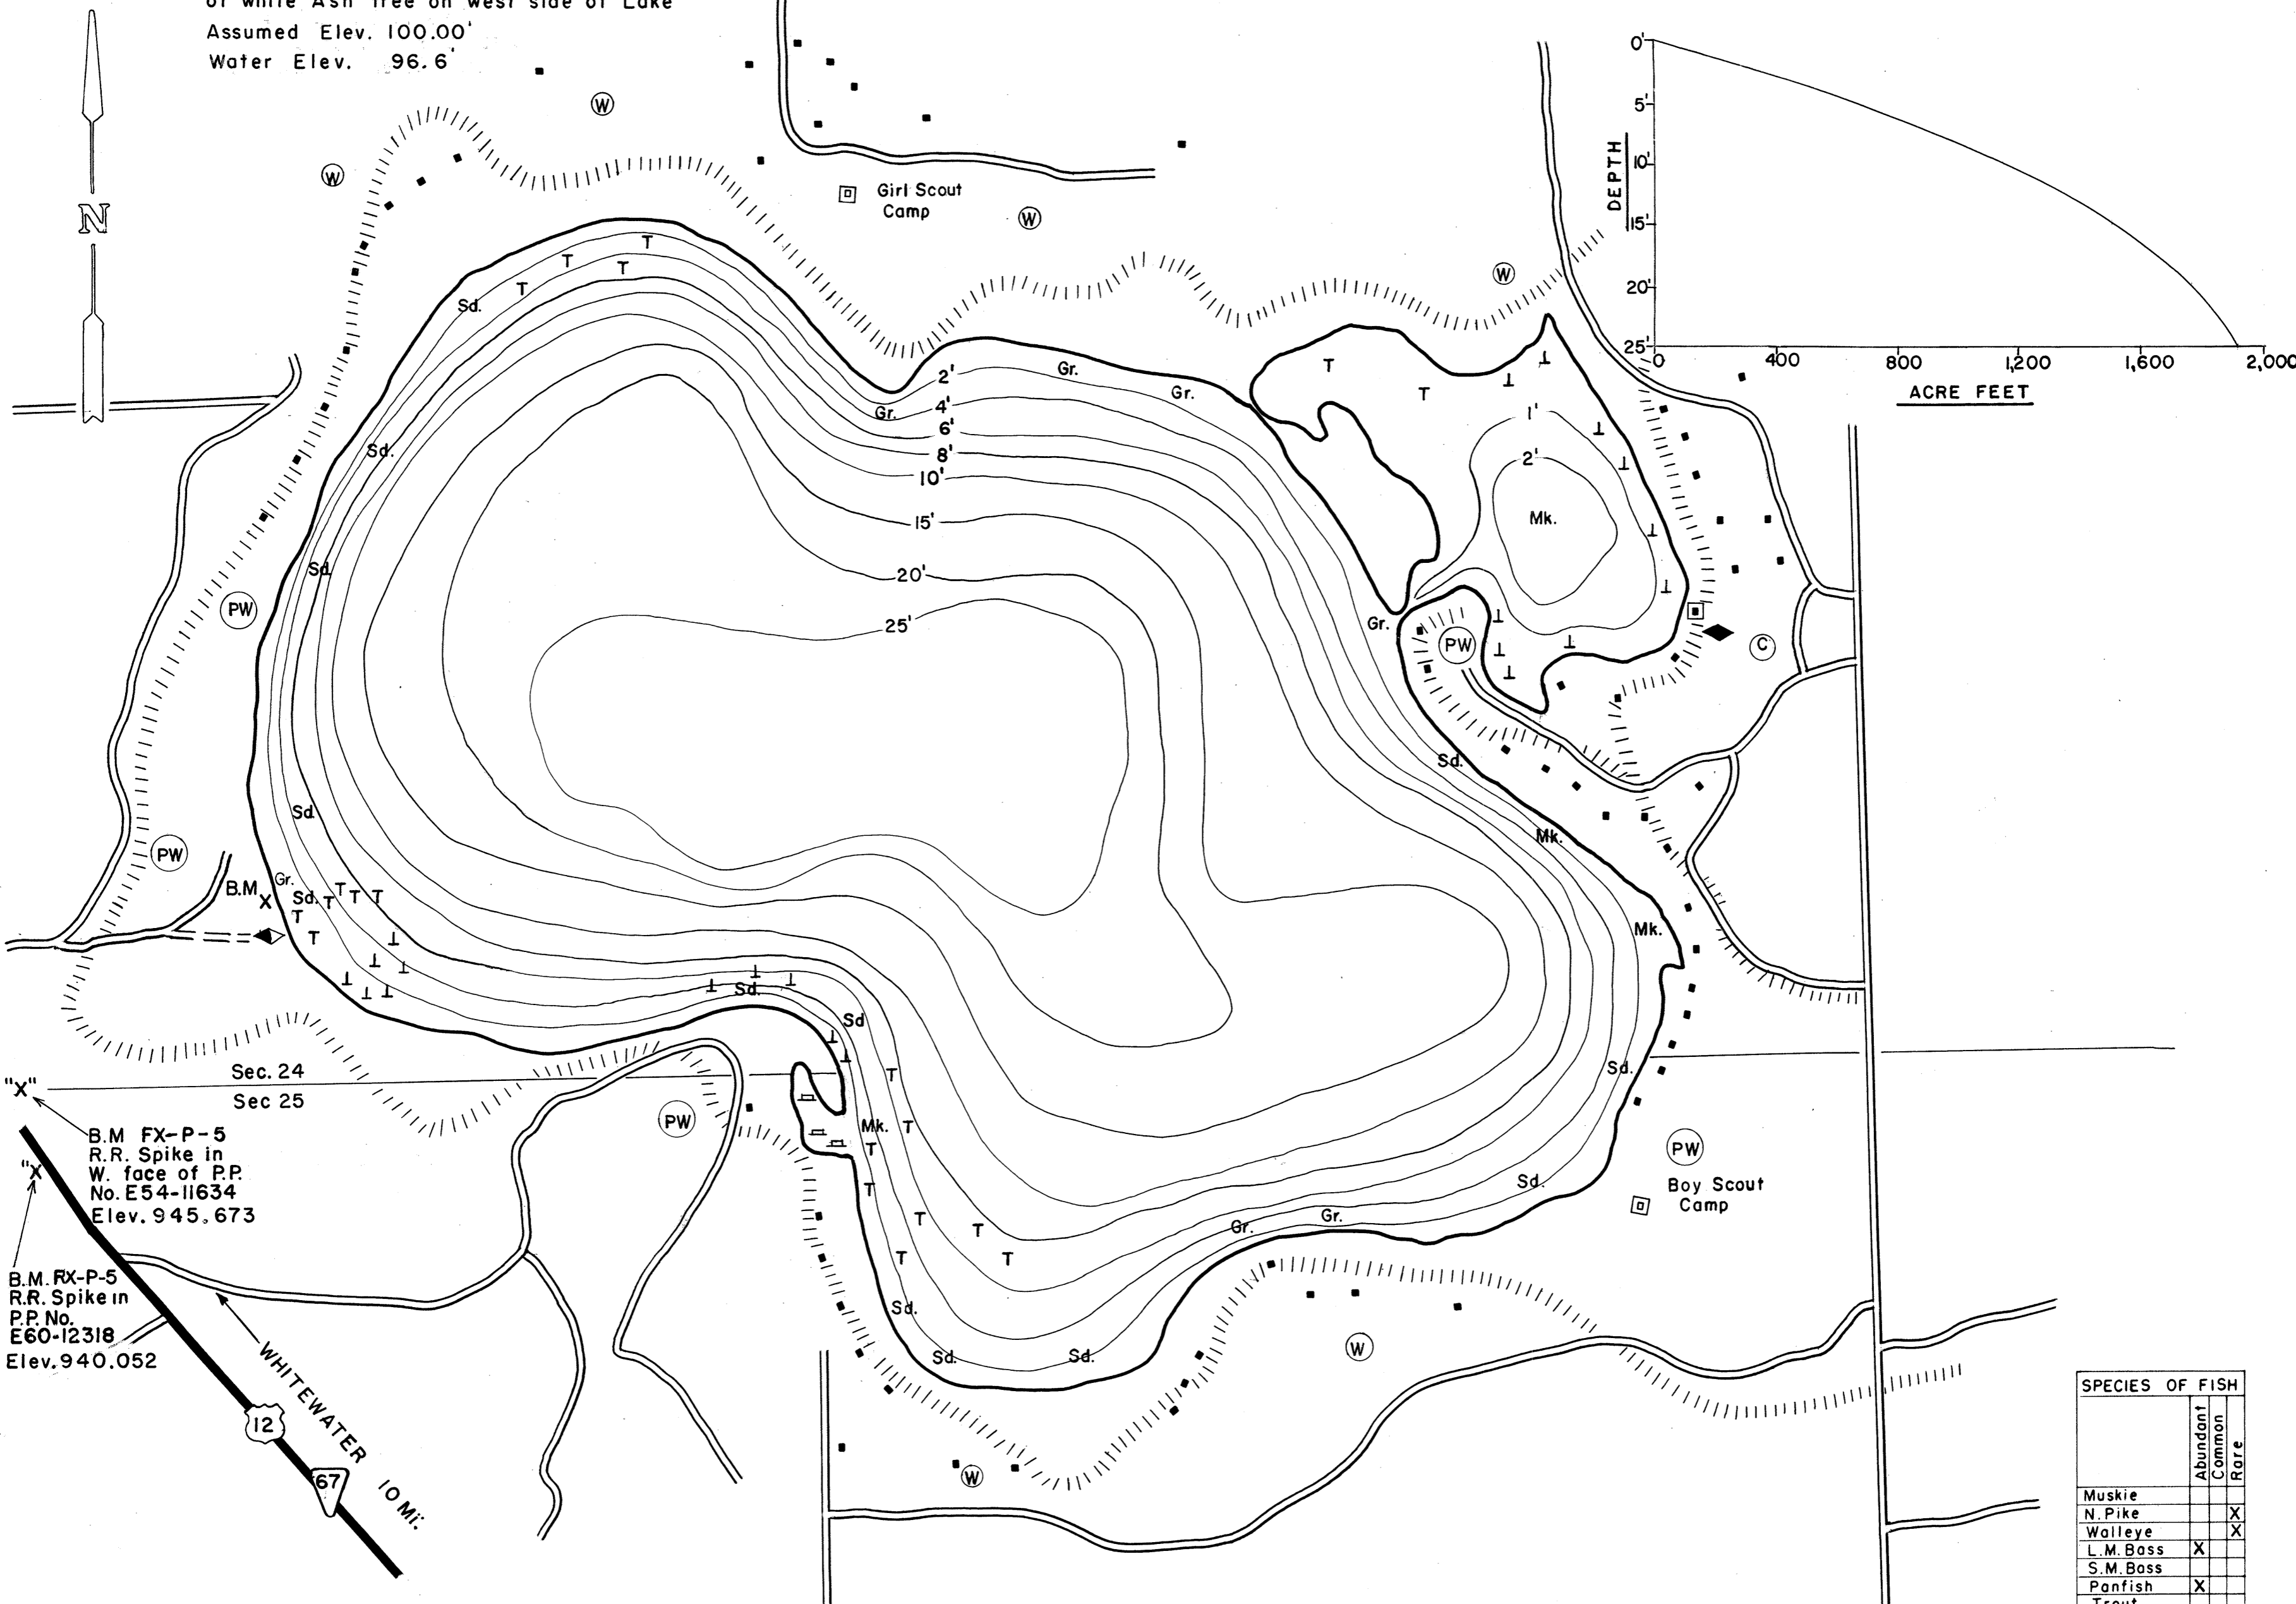 of white Ash Tree on west side of Lake
Assumed Elev. 100.00'
Water Elev. 96.6'
N
W
W
Girl Scout
Camp
W
W
0'
5'
10'
15'
20'
25'
DEPTH
0 400 800 1,200 1,600 2,000
ACRE FEET
T
T
T
T
Sd.
Sd.
Sd
Sd
Gr.
Sd.
T T T T
T
T
2'
4'
6'
8'
10'
15'
20'
25'
Gr.
Gr.
Gr.
T
T
1'
2'
Mk.
Gr.
PW
C
Sd.
Mk.
Mk.
Sd.
Sd.
PW
PW
B.M
X
Sd.
Sd
T
T
Mk.
T
T
T
T
T
T
Gr.
Gr.
Sd.
Sd.
Sd.
Sec. 24
Sec 25
PW
PW
Boy Scout
Camp
W
W
"X"
B.M FX-P-5
R.R. Spike in
W. face of P.P.
No. E54-11634
Elev. 945.673
"X
B.M. RX-P-5
R.R. Spike in
P.P. No.
E60-12318
Elev. 940.052
WHITEWATER 10 Mi.
12
67
SPECIES OF FISH
Abundant
Common
Rare
Muskie
N. Pike X
Walleye X
L.M. Bass X
S.M. Bass
Panfish X
Trout